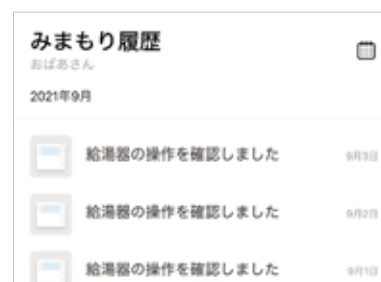 みまもり履歴
おばあさん
2021年9月
給湯器の操作を確認しました 9月3日
給湯器の操作を確認しました 9月2日
給湯器の操作を確認しました 9月1日